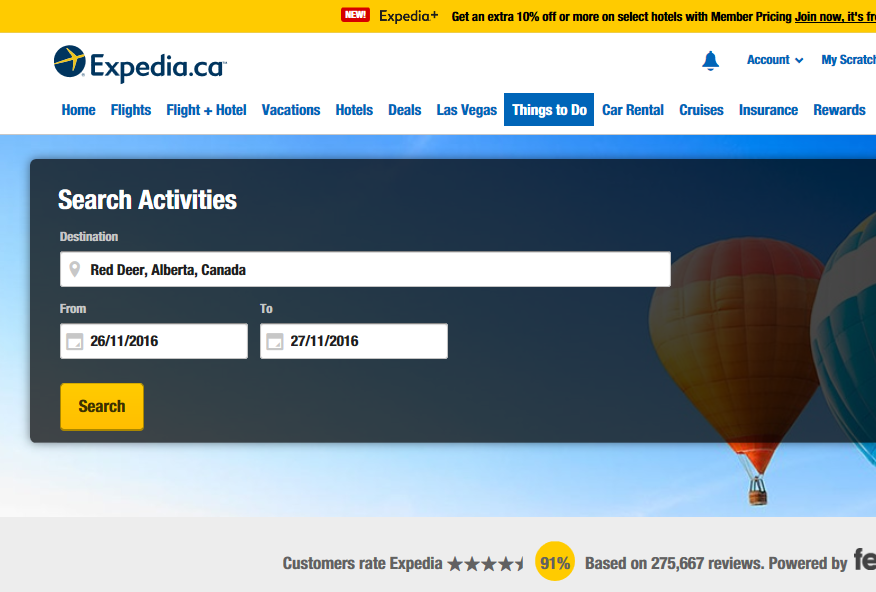 NEW! Expedia+ Get an extra 10% off or more on select hotels with Member Pricing Join now, it's
Expedia.ca
Account My Scratch
Home Flights Flight + Hotel Vacations Hotels Deals Las Vegas Things to Do Car Rental Cruises Insurance Rewards
Search Activities
Destination
Red Deer, Alberta, Canada
From To
26/11/2016 27/11/2016
Search
Customers rate Expedia 91% Based on 275,667 reviews. Powered by